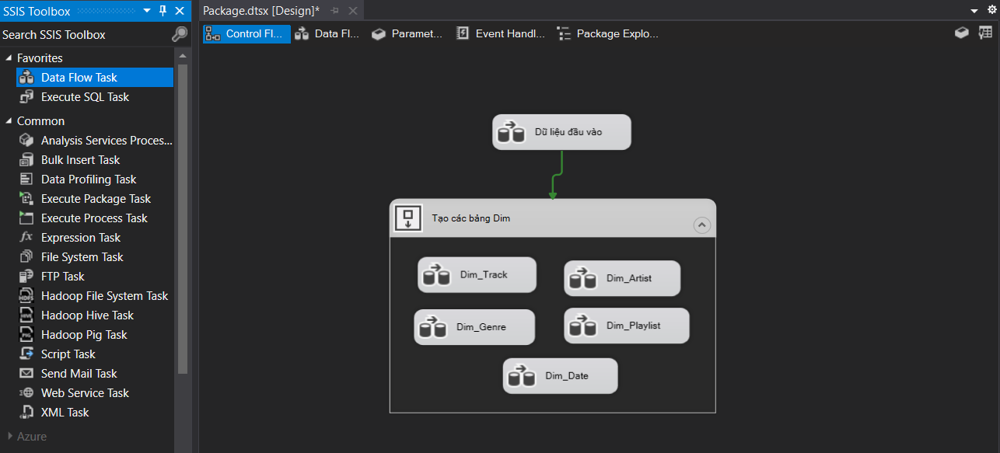 SSIS Toolbox
Search SSIS Toolbox
Favorites
Data Flow Task
Execute SQL Task
Common
Analysis Services Proces...
Bulk Insert Task
Data Profiling Task
Execute Package Task
Execute Process Task
fx Expression Task
File System Task
FTP Task
HDFS Hadoop File System Task
HIVE Hadoop Hive Task
PIG Hadoop Pig Task
Script Task
Send Mail Task
Web Service Task
XML Task
Azure
Package.dtsx [Design]*
Control Fl... Data Fl... Paramet... Event Handl... Package Explo...
Dữ liệu đầu vào
Tạo các bảng Dim
Dim_Track
Dim_Artist
Dim_Genre
Dim_Playlist
Dim_Date